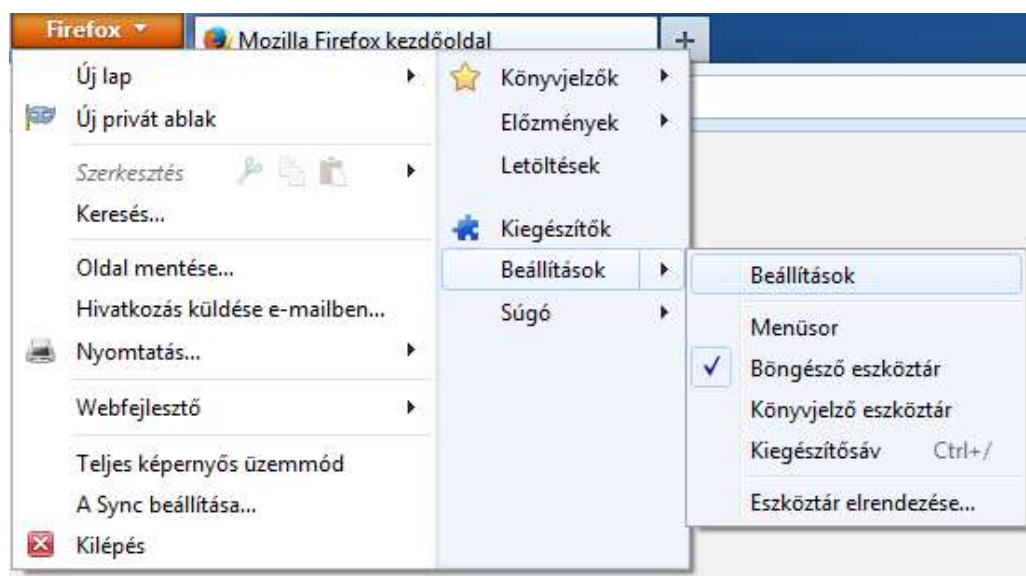 Firefox
Mozilla Firefox kezdőoldal
+
Új lap
Új privát ablak
Szerkesztés
Keresés...
Oldal mentése...
Hivatkozás küldése e-mailben...
Nyomtatás...
Webfejlesztő
Teljes képernyős üzemmód
A Sync beállítása...
Kilépés
Könyvjelzők
Előzmények
Letöltések
Kiegészítők
Beállítások
Súgó
Beállítások
Menüsor
Böngésző eszköztár
Könyvjelző eszköztár
Kiegészítősáv Ctrl+/
Eszköztár elrendezése...